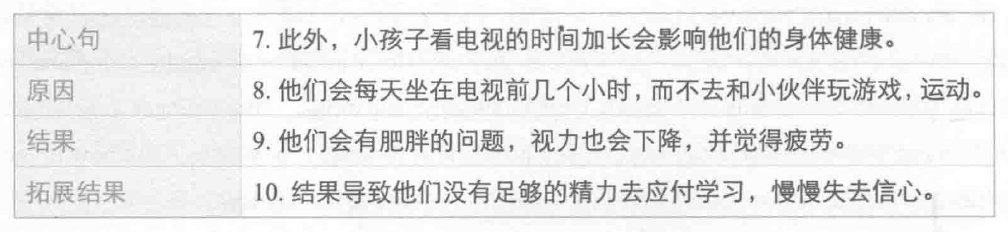 中心句 7. 此外，小孩子看电视的时间加长会影响他们的身体健康。
原因 8. 他们会每天坐在电视前几个小时，而不去和小伙伴玩游戏，运动。
结果 9. 他们会有肥胖的问题，视力也会下降，并觉得疲劳。
拓展结果 10. 结果导致他们没有足够的精力去应付学习，慢慢失去信心。